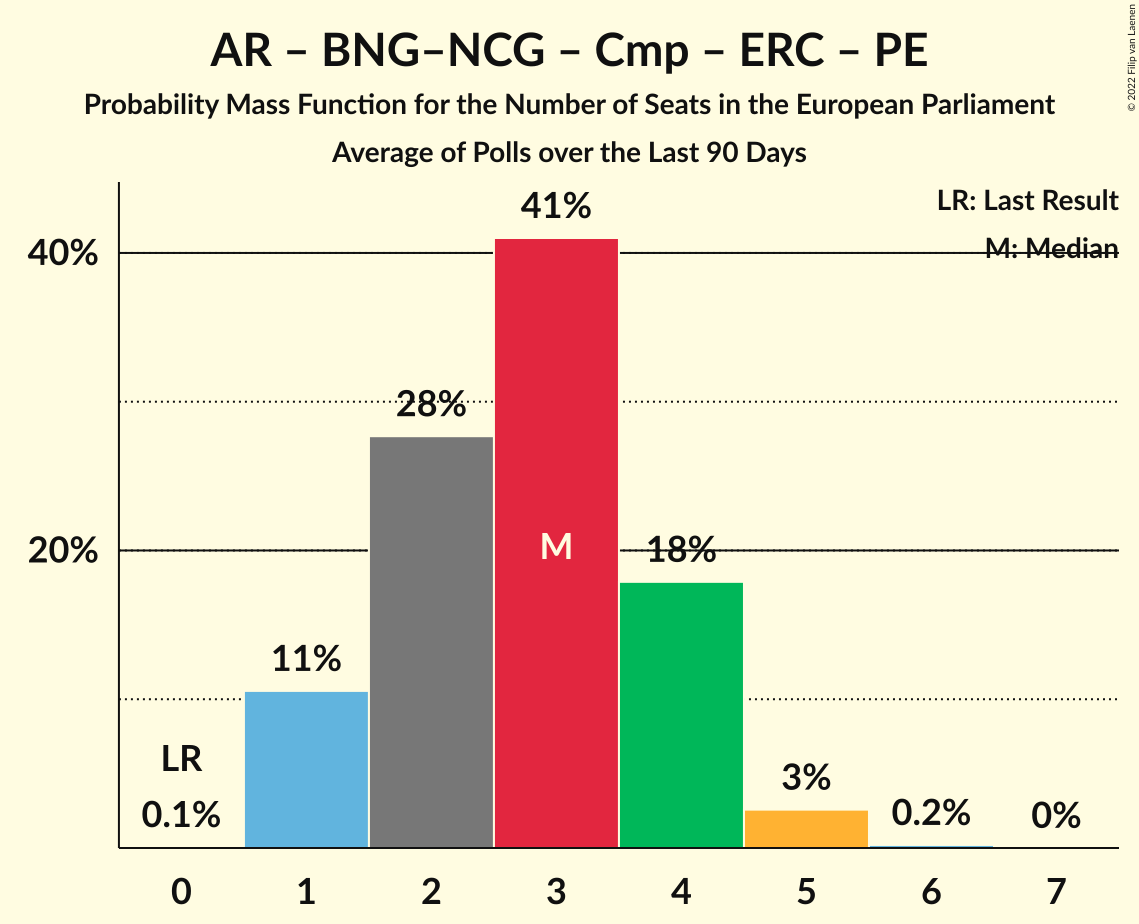 AR – BNG–NCG – Cmp – ERC – PE
Probability Mass Function for the Number of Seats in the European Parliament
Average of Polls over the Last 90 Days
© 2022 Filip van Laenen
LR: Last Result
M: Median
41%
40%
28%
M
20%
18%
11%
LR
0.1%
3%
0.2%
0%
0 1 2 3 4 5 6 7